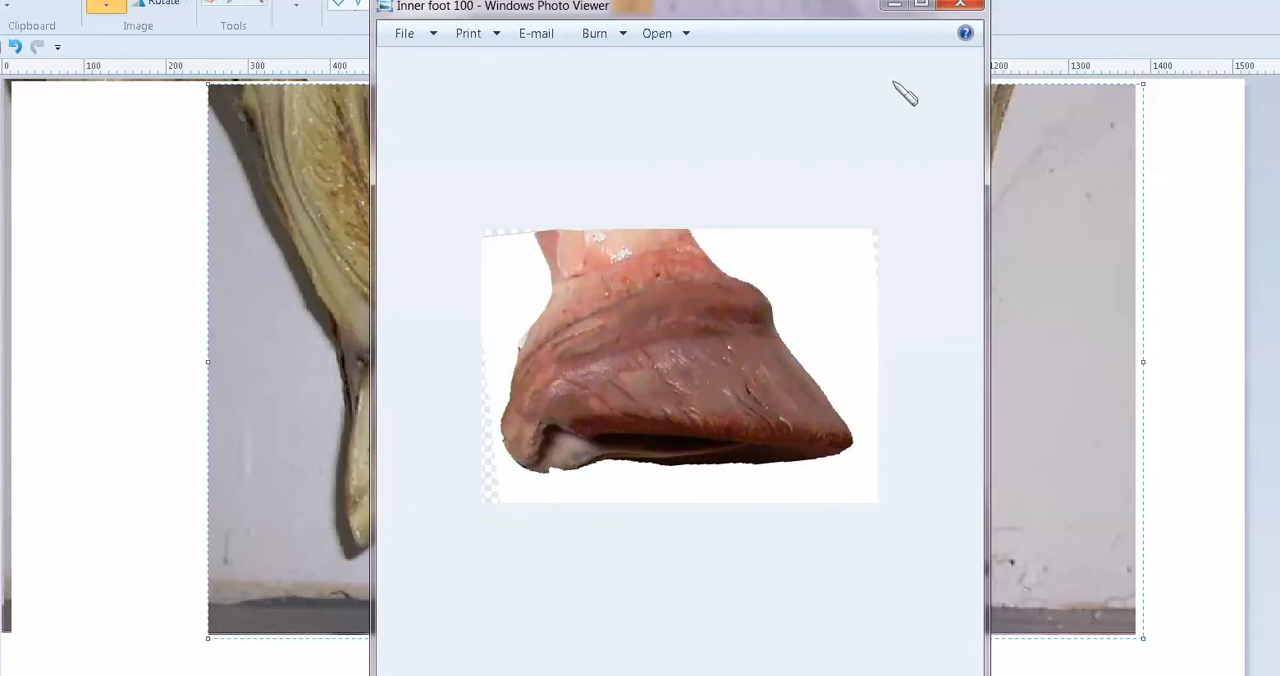 Inner foot 100 - Windows Photo Viewer
Rotate
Clipboard
Image
Tools
File
Print
E-mail
Burn
Open
0
100
200
300
400
1200
1300
1400
1500